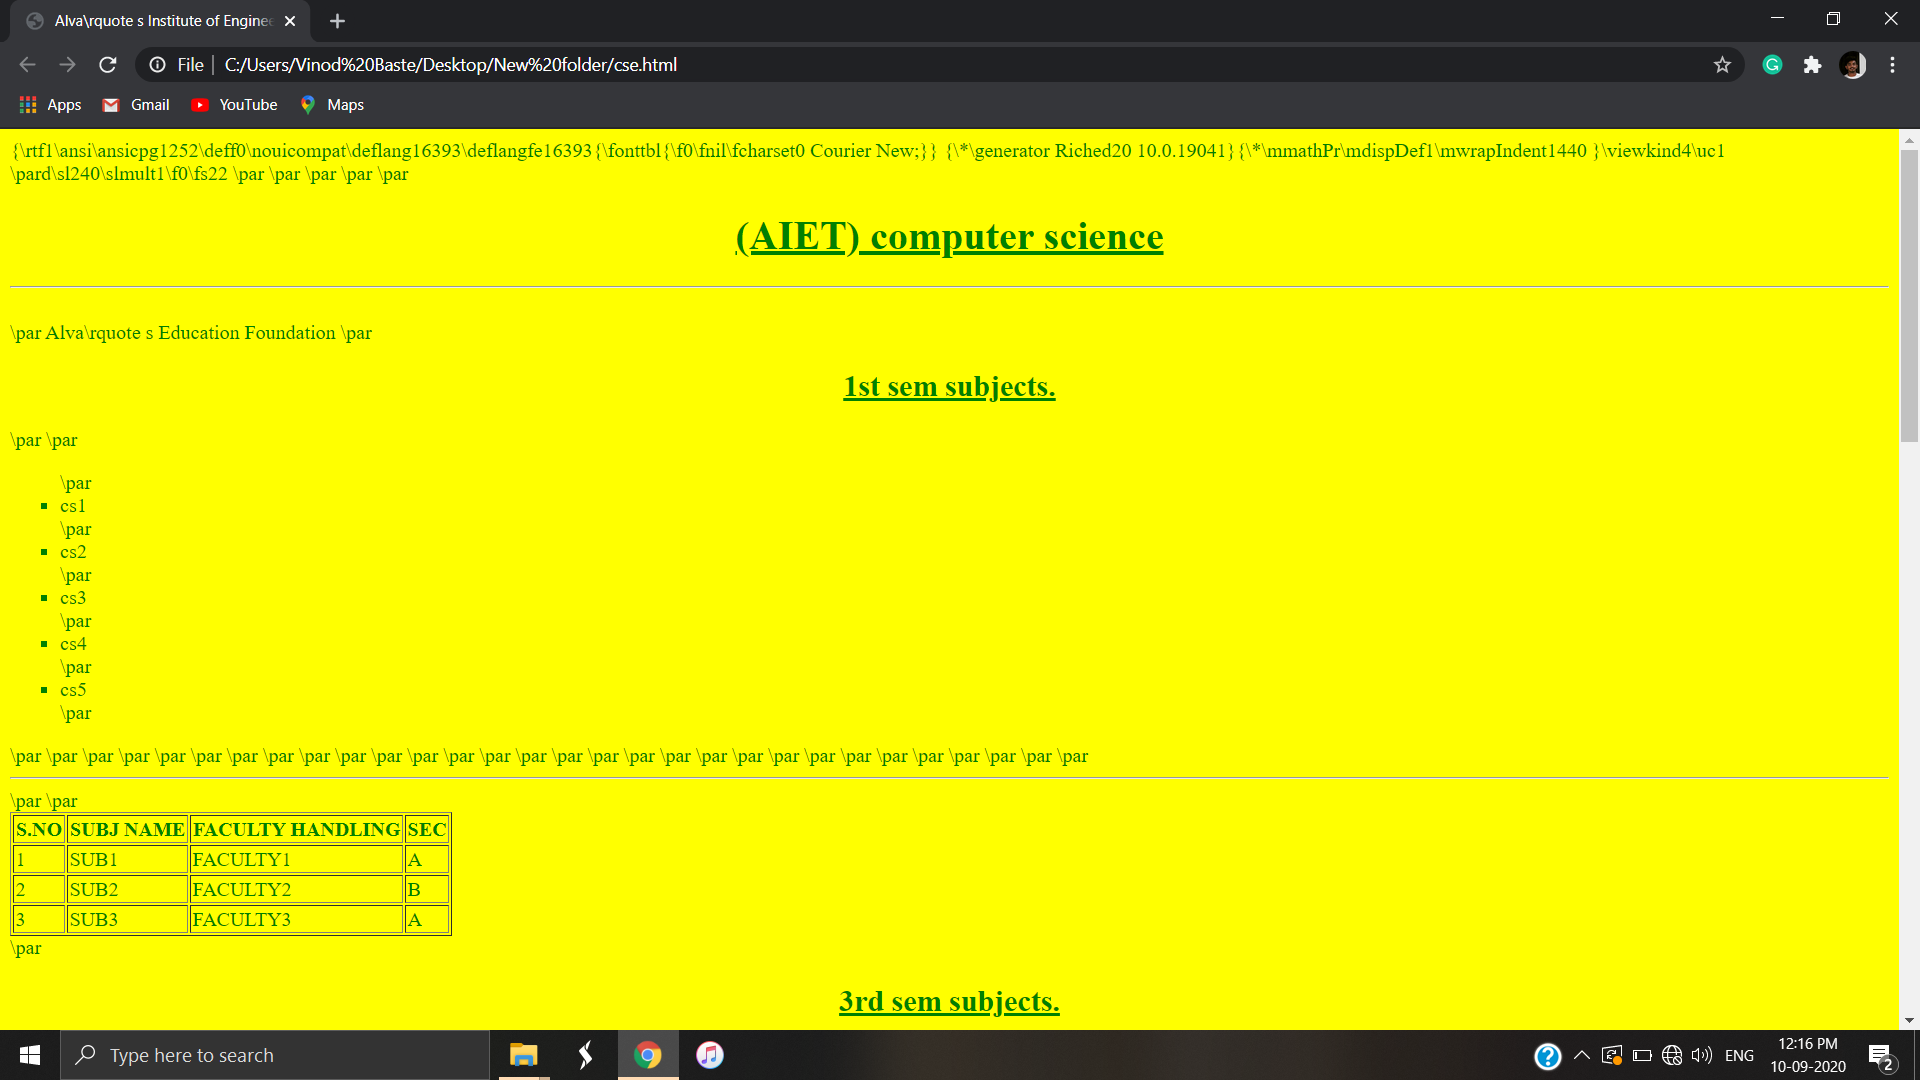 Alva\rquote s Institute of Enginee
File
C:/Users/Vinod%20Baste/Desktop/New%20folder/cse.html
Apps Gmail YouTube Maps
{\rtf1\ansi\ansicpg1252\deff0\nouicompat\deflang16393\deflangfe16393{\fonttbl{\f0\fnil\fcharset0 Courier New;}} {\*\generator Riched20 10.0.19041}{\*\mmathPr\mdispDef1\mwrapIndent1440 }\viewkind4\uc1
\pard\sl240\slmult1\f0\fs22 \par \par \par \par \par
(AIET) computer science
\par Alva\rquote s Education Foundation \par
1st sem subjects.
\par \par
\par
cs1
\par
cs2
\par
cs3
\par
cs4
\par
cs5
\par
\par \par \par \par \par \par \par \par \par \par \par \par \par \par \par \par \par \par \par \par \par \par \par \par \par \par \par \par \par \par
\par \par
S.NO SUBJ NAME FACULTY HANDLING SEC
1 SUB1 FACULTY1 A
2 SUB2 FACULTY2 B
3 SUB3 FACULTY3 A
\par
3rd sem subjects.
Type here to search
ENG
12:16 PM
10-09-2020
2